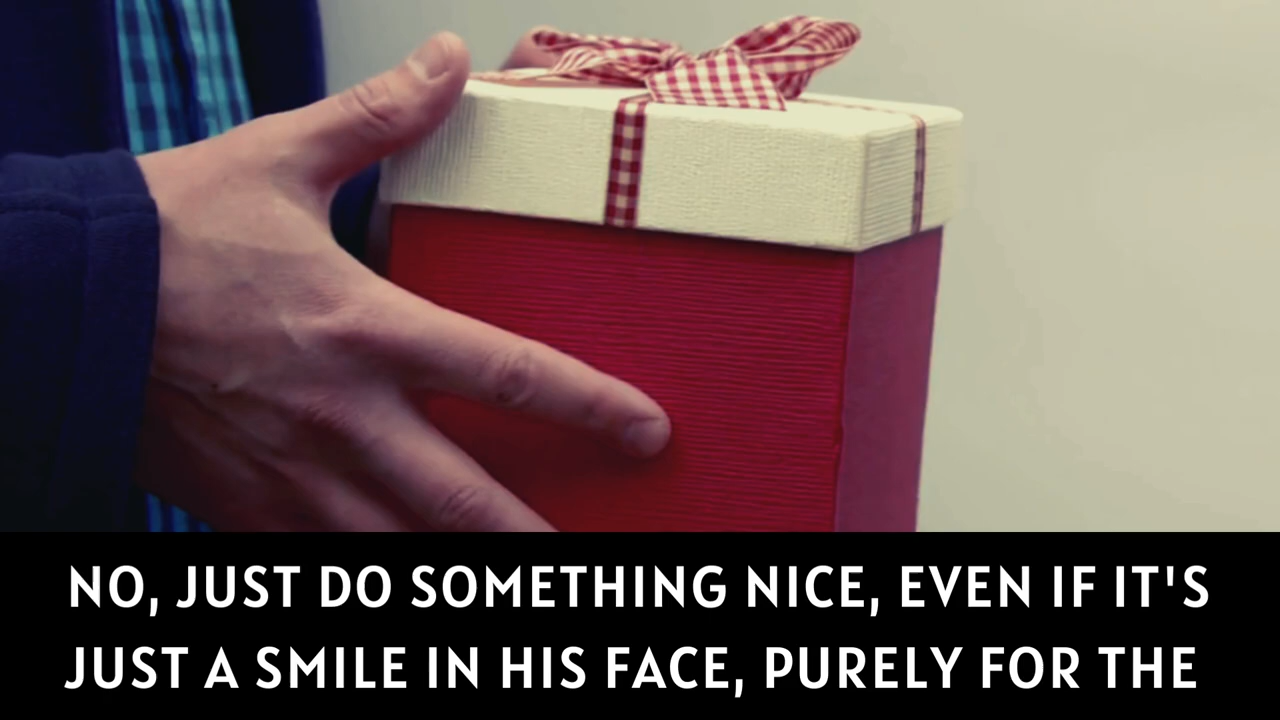 NO, JUST DO SOMETHING NICE, EVEN IF IT'S
JUST A SMILE IN HIS FACE, PURELY FOR THE